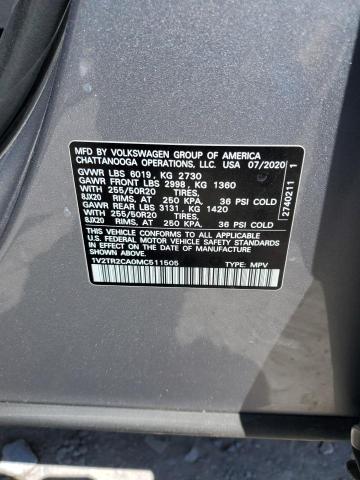 MFD BY VOLKSWAGEN GROUP OF AMERICA
CHATTANOOGA OPERATIONS, LLC. USA 07/2020
GVWR LBS 6019, KG 2730
GAWR FRONT LBS 2998, KG 1360
WITH 255/50R20 TIRES,
8JX20 RIMS, AT 250 KPA, 36 PSI COLD
GAWR REAR LBS 3131, KG 1420
WITH 255/50R20 TIRES,
8JX20 RIMS, AT 250 KPA, 36 PSI COLD
THIS VEHICLE CONFORMS TO ALL APPLICABLE
U.S. FEDERAL MOTOR VEHICLE SAFETY STANDARDS
IN EFFECT ON THE DATE OF MANUFACTURE SHOWN ABOVE.
1V2TR2CA0MC511505 TYPE: MPV
2740211 1